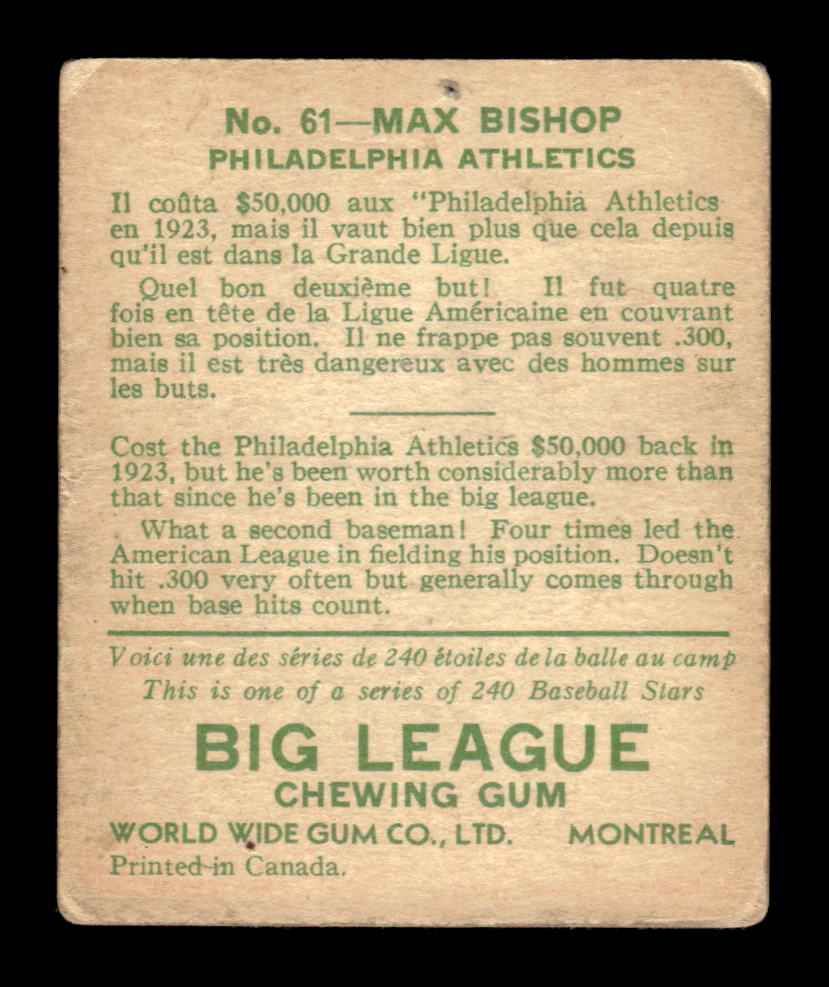 No. 61—MAX BISHOP
PHILADELPHIA ATHLETICS
Il coûta $50,000 aux "Philadelphia Athletics
en 1923, mais il vaut bien plus que cela depuis
qu'il est dans la Grande Ligue.
Quel bon deuxième but! Il fut quatre
fois en tête de la Ligue Américaine en couvrant
bien sa position. Il ne frappe pas souvent .300,
mais il est très dangereux avec des hommes sur
les buts.
Cost the Philadelphia Athletics $50,000 back in
1923, but he's been worth considerably more than
that since he's been in the big league.
What a second baseman! Four times led the
American League in fielding his position. Doesn't
hit .300 very often but generally comes through
when base hits count.
Voici une des séries de 240 étoiles de la balle au camp
This is one of a series of 240 Baseball Stars
BIG LEAGUE
CHEWING GUM
WORLD WIDE GUM CO., LTD. MONTREAL
Printed in Canada.